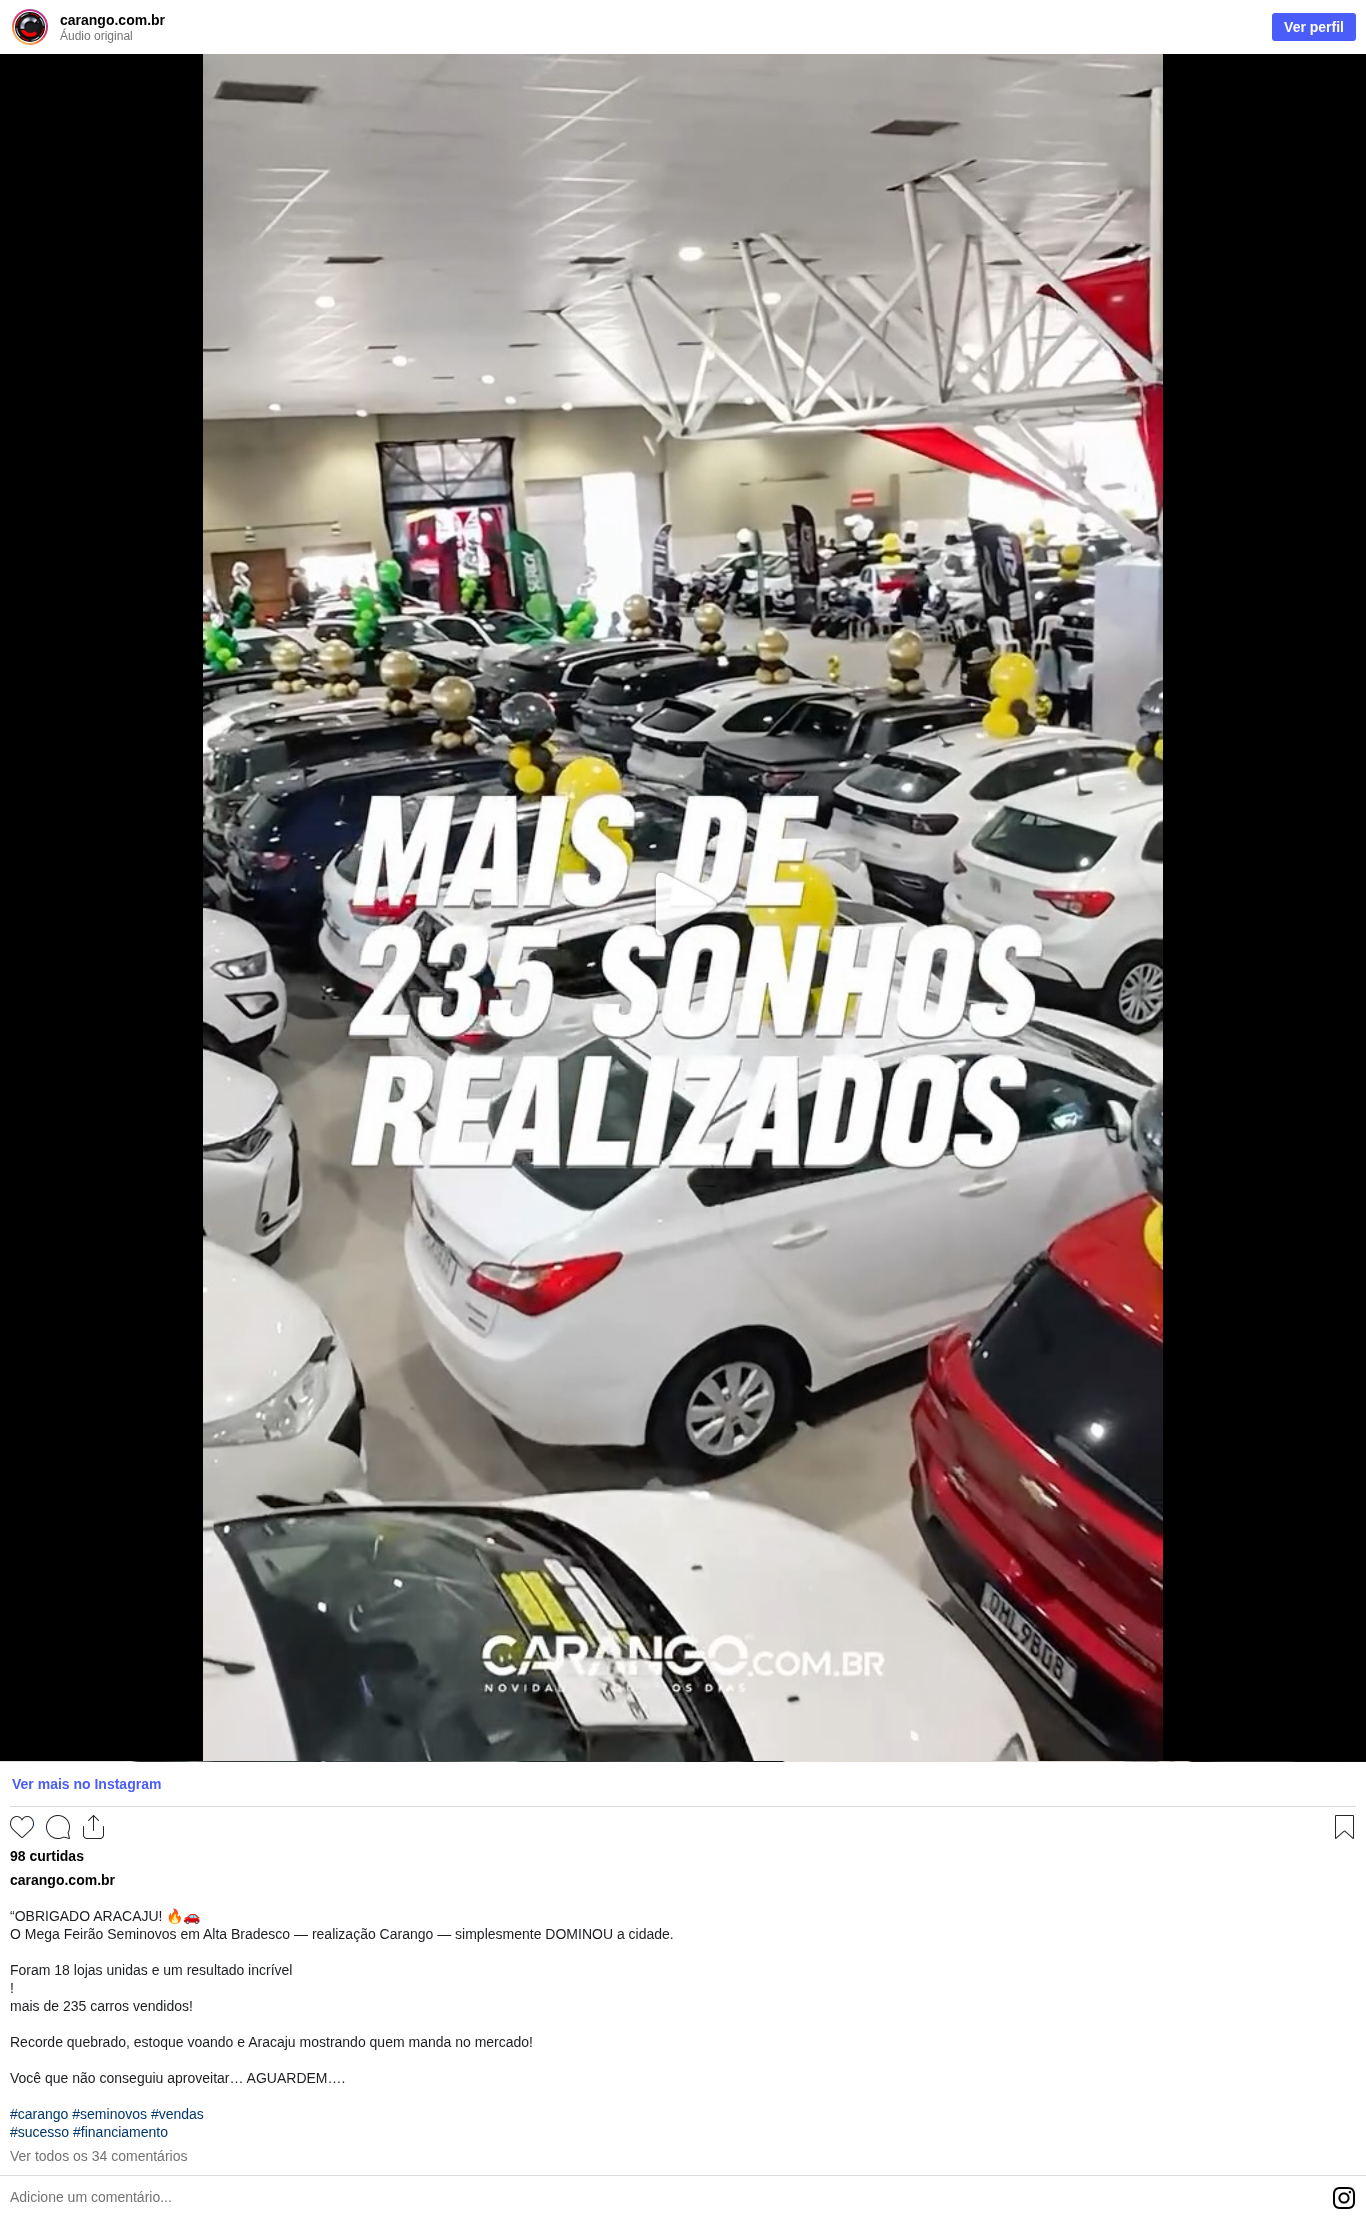 carango.com.br
Áudio original
Ver perfil
MAIS DE
235 SONHOS
REALIZADOS
CARANGO.COM.BR
Ver mais no Instagram
98 curtidas
carango.com.br
“OBRIGADO ARACAJU! 🔥🚗
O Mega Feirão Seminovos em Alta Bradesco — realização Carango — simplesmente DOMINOU a cidade.
Foram 18 lojas unidas e um resultado incrível
!
mais de 235 carros vendidos!
Recorde quebrado, estoque voando e Aracaju mostrando quem manda no mercado!
Você que não conseguiu aproveitar… AGUARDEM….
#carango #seminovos #vendas
#sucesso #financiamento
Ver todos os 34 comentários
Adicione um comentário...